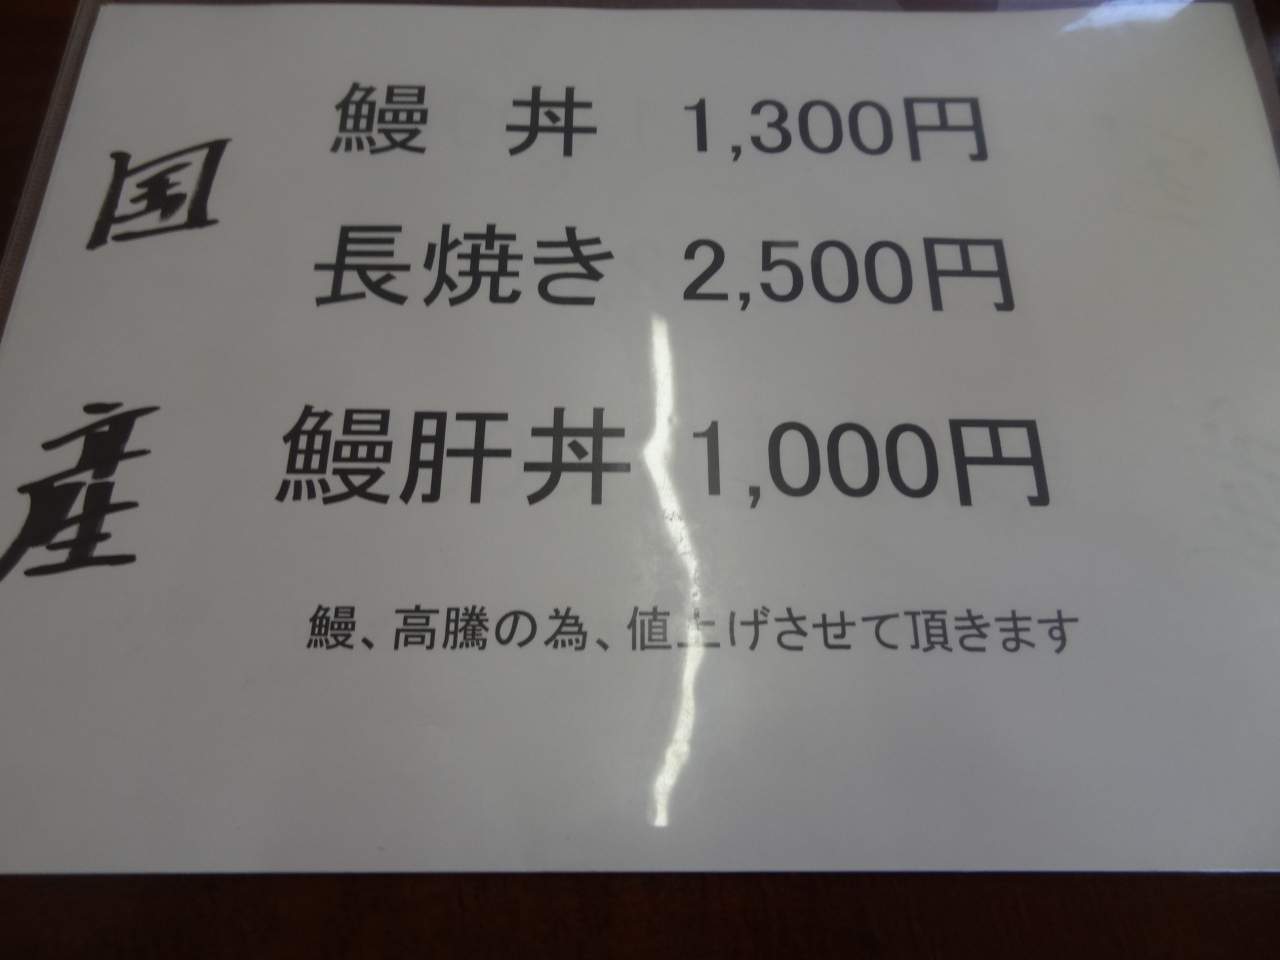 国産
鰻 丼 1,300円
長焼き 2,500円
鰻肝丼 1,000円
鰻、高騰の為、値上げさせて頂きます